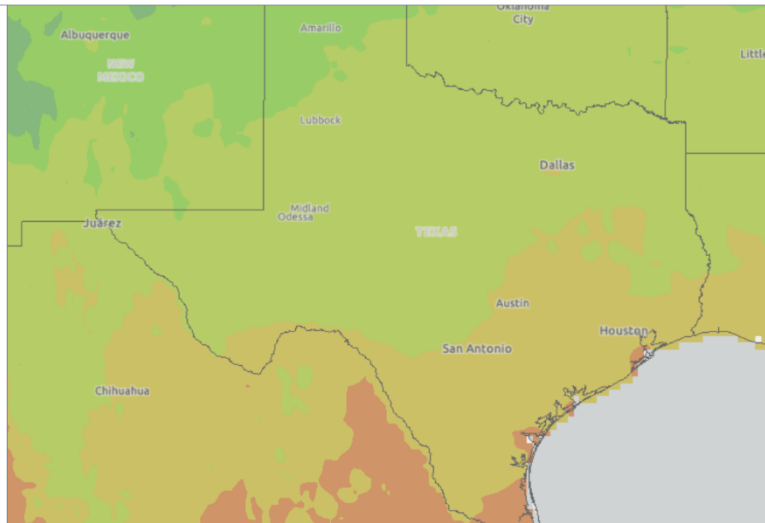 Oklahoma
City
Albuquerque
Amarillo
NEW
MEXICO
Little
Lubbock
Dallas
Midland
Odessa
Juárez
TEXAS
Austin
Houston
San Antonio
Chihuahua